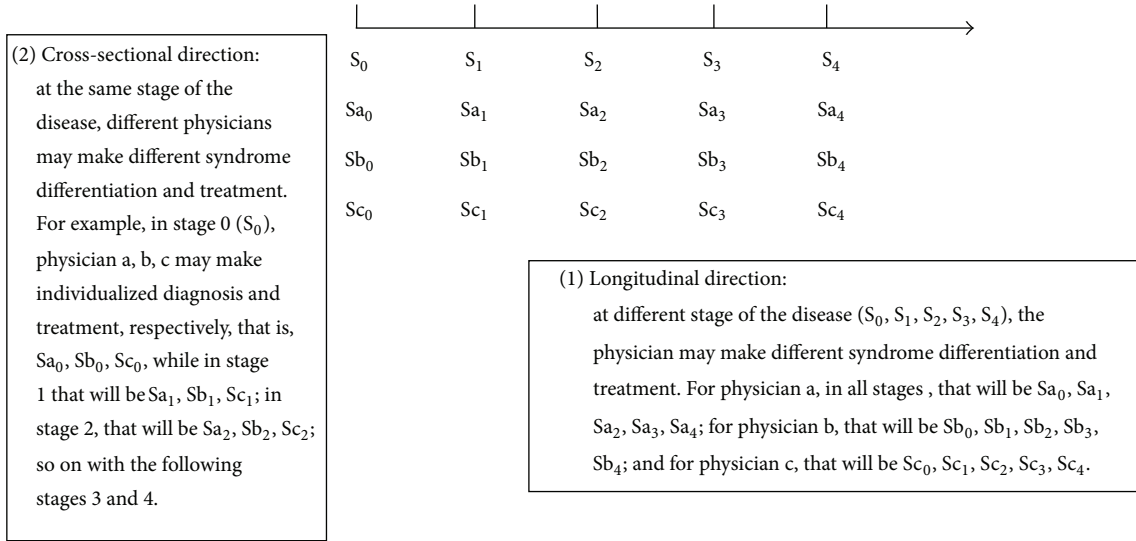 S₀ S₁ S₂ S₃ S₄
Sa₀ Sa₁ Sa₂ Sa₃ Sa₄
Sb₀ Sb₁ Sb₂ Sb₃ Sb₄
Sc₀ Sc₁ Sc₂ Sc₃ Sc₄
(2) Cross-sectional direction:
at the same stage of the
disease, different physicians
may make different syndrome
differentiation and treatment.
For example, in stage 0 (S₀),
physician a, b, c may make
individualized diagnosis and
treatment, respectively, that is,
Sa₀, Sb₀, Sc₀, while in stage
1 that will be Sa₁, Sb₁, Sc₁; in
stage 2, that will be Sa₂, Sb₂, Sc₂;
so on with the following
stages 3 and 4.
(1) Longitudinal direction:
at different stage of the disease (S₀, S₁, S₂, S₃, S₄), the
physician may make different syndrome differentiation and
treatment. For physician a, in all stages , that will be Sa₀, Sa₁,
Sa₂, Sa₃, Sa₄; for physician b, that will be Sb₀, Sb₁, Sb₂, Sb₃,
Sb₄; and for physician c, that will be Sc₀, Sc₁, Sc₂, Sc₃, Sc₄.